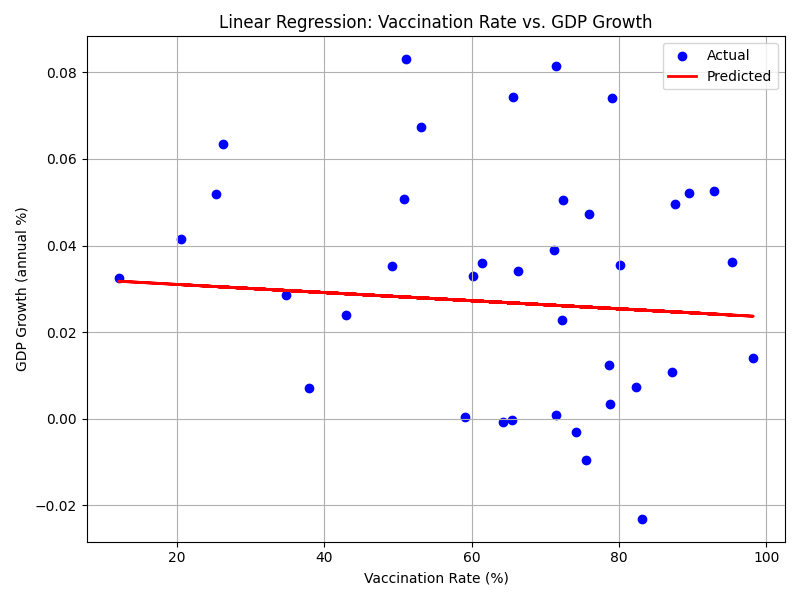 Linear Regression: Vaccination Rate vs. GDP Growth
Actual
Predicted
GDP Growth (annual %)
0.08
0.06
0.04
0.02
0.00
−0.02
20
40
60
80
100
Vaccination Rate (%)